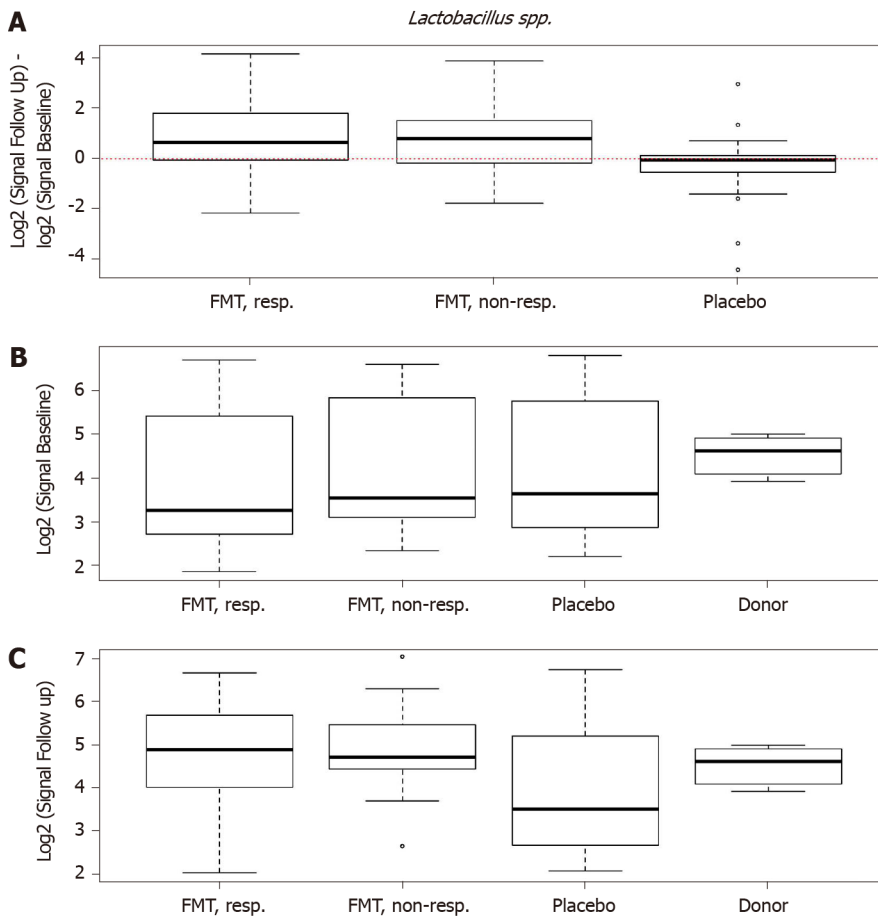 A
Lactobacillus spp.
Log2 (Signal Follow Up) -
log2 (Signal Baseline)
4
2
0
-2
-4
FMT, resp.
FMT, non-resp.
Placebo
B
Log2 (Signal Baseline)
6
5
4
3
2
FMT, resp.
FMT, non-resp.
Placebo
Donor
C
Log2 (Signal Follow up)
7
6
5
4
3
2
FMT, resp.
FMT, non-resp.
Placebo
Donor